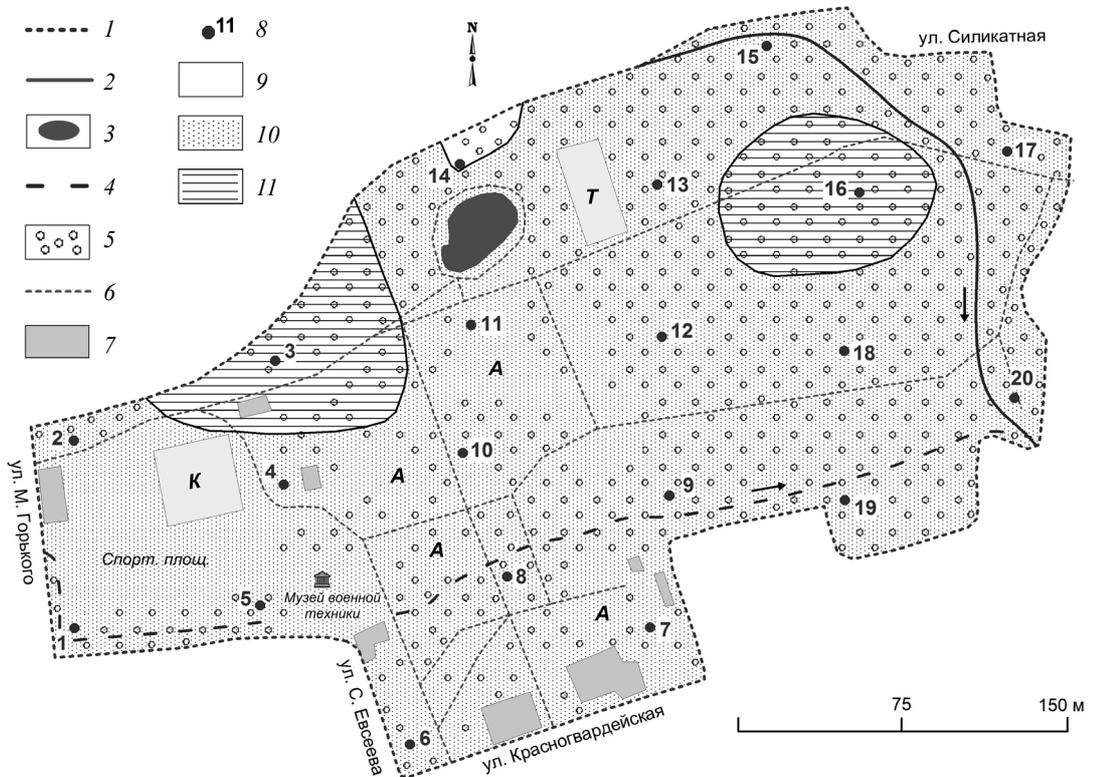 1
2
3
4
5
6
7
11 8
9
10
11
N
ул. Силикатная
15
17
14
13
16
Т
3
11
12
18
20
А
2
ул. М. Горького
К
4
10
А
9
19
Спорт. площ.
А
8
5
Музей военной
техники
А
1
7
ул. С. Евсеева
6
ул. Красногвардейская
75
150 м